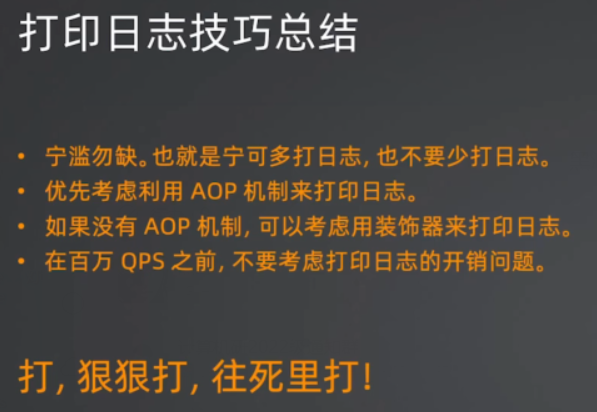 打印日志技巧总结
• 宁滥勿缺。也就是宁可多打日志，也不要少打日志。
• 优先考虑利用 AOP 机制来打印日志。
• 如果没有 AOP 机制，可以考虑用装饰器来打印日志。
• 在百万 QPS 之前，不要考虑打印日志的开销问题。
打，狠狠打，往死里打！